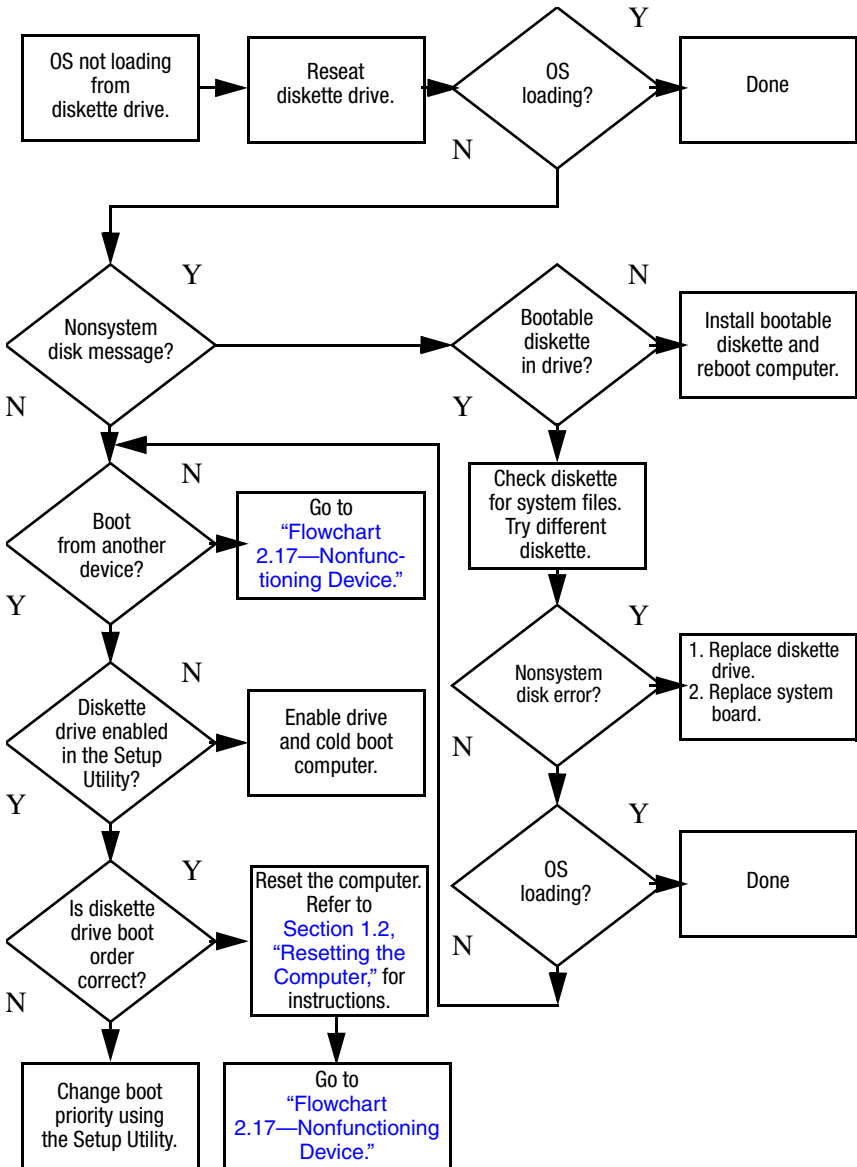 OS not loading
from
diskette drive.
Reseat
diskette drive.
OS
loading?
Y
Done
N
Nonsystem
disk message?
Y
N
Bootable
diskette
in drive?
N
Install bootable
diskette and
reboot computer.
Y
Check diskette
for system files.
Try different
diskette.
Nonsystem
disk error?
Y
1. Replace diskette
drive.
2. Replace system
board.
N
OS
loading?
Y
Done
N
Boot
from another
device?
N
Go to
“Flowchart
2.17—Nonfunc-
tioning Device.”
Y
Diskette
drive enabled
in the Setup
Utility?
N
Enable drive
and cold boot
computer.
Y
Is diskette
drive boot
order
correct?
Y
Reset the computer.
Refer to
Section 1.2,
“Resetting the
Computer,” for
instructions.
Go to
“Flowchart
2.17—Nonfunctioning
Device.”
N
Change boot
priority using
the Setup Utility.